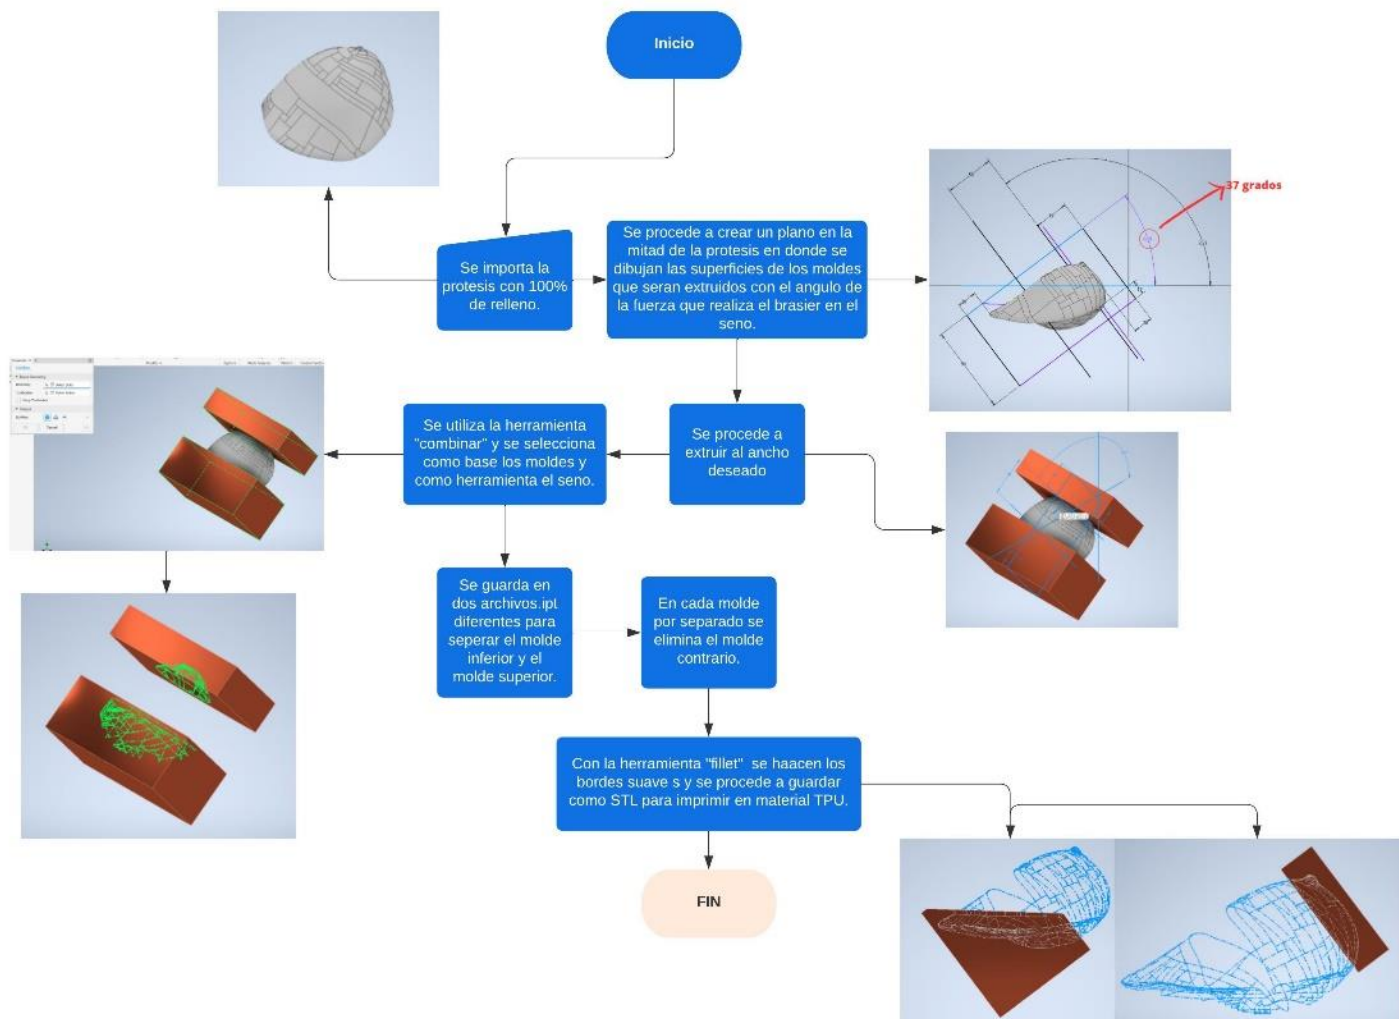 Inicio
37 grados
Se importa la
protesis con 100%
de relleno.
Se procede a crear un plano en la
mitad de la protesis en donde se
dibujan las superficies de los moldes
que seran extruidos con el angulo de
la fuerza que realiza el brasier en el
seno.
Se utiliza la herramienta
"combinar" y se selecciona
como base los moldes y
como herramienta el seno.
Se procede a
extruir al ancho
deseado
Se guarda en
dos archivos.ipt
diferentes para
seperar el molde
inferior y el
molde superior.
En cada molde
por separado se
elimina el molde
contrario.
Con la herramienta "fillet" se haacen los
bordes suave s y se procede a guardar
como STL para imprimir en material TPU.
FIN